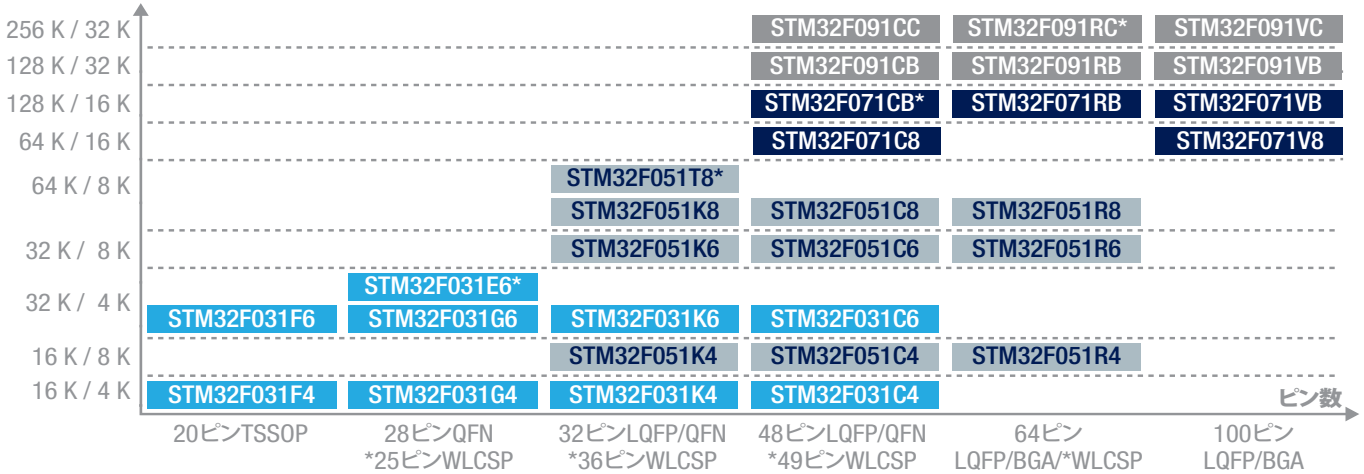 256 K / 32 K STM32F091CC STM32F091RC* STM32F091VC
128 K / 32 K STM32F091CB STM32F091RB STM32F091VB
128 K / 16 K STM32F071CB* STM32F071RB STM32F071VB
64 K / 16 K STM32F071C8 STM32F071V8
64 K / 8 K STM32F051T8*
STM32F051K8 STM32F051C8 STM32F051R8
32 K / 8 K STM32F051K6 STM32F051C6 STM32F051R6
32 K / 4 K STM32F031E6*
STM32F031F6 STM32F031G6 STM32F031K6 STM32F031C6
16 K / 8 K STM32F051K4 STM32F051C4 STM32F051R4
16 K / 4 K STM32F031F4 STM32F031G4 STM32F031K4 STM32F031C4 ピン数
20ピンTSSOP 28ピンQFN 32ピンLQFP/QFN 48ピンLQFP/QFN 64ピン 100ピン
*25ピンWLCSP *36ピンWLCSP *49ピンWLCSP LQFP/BGA/*WLCSP LQFP/BGA